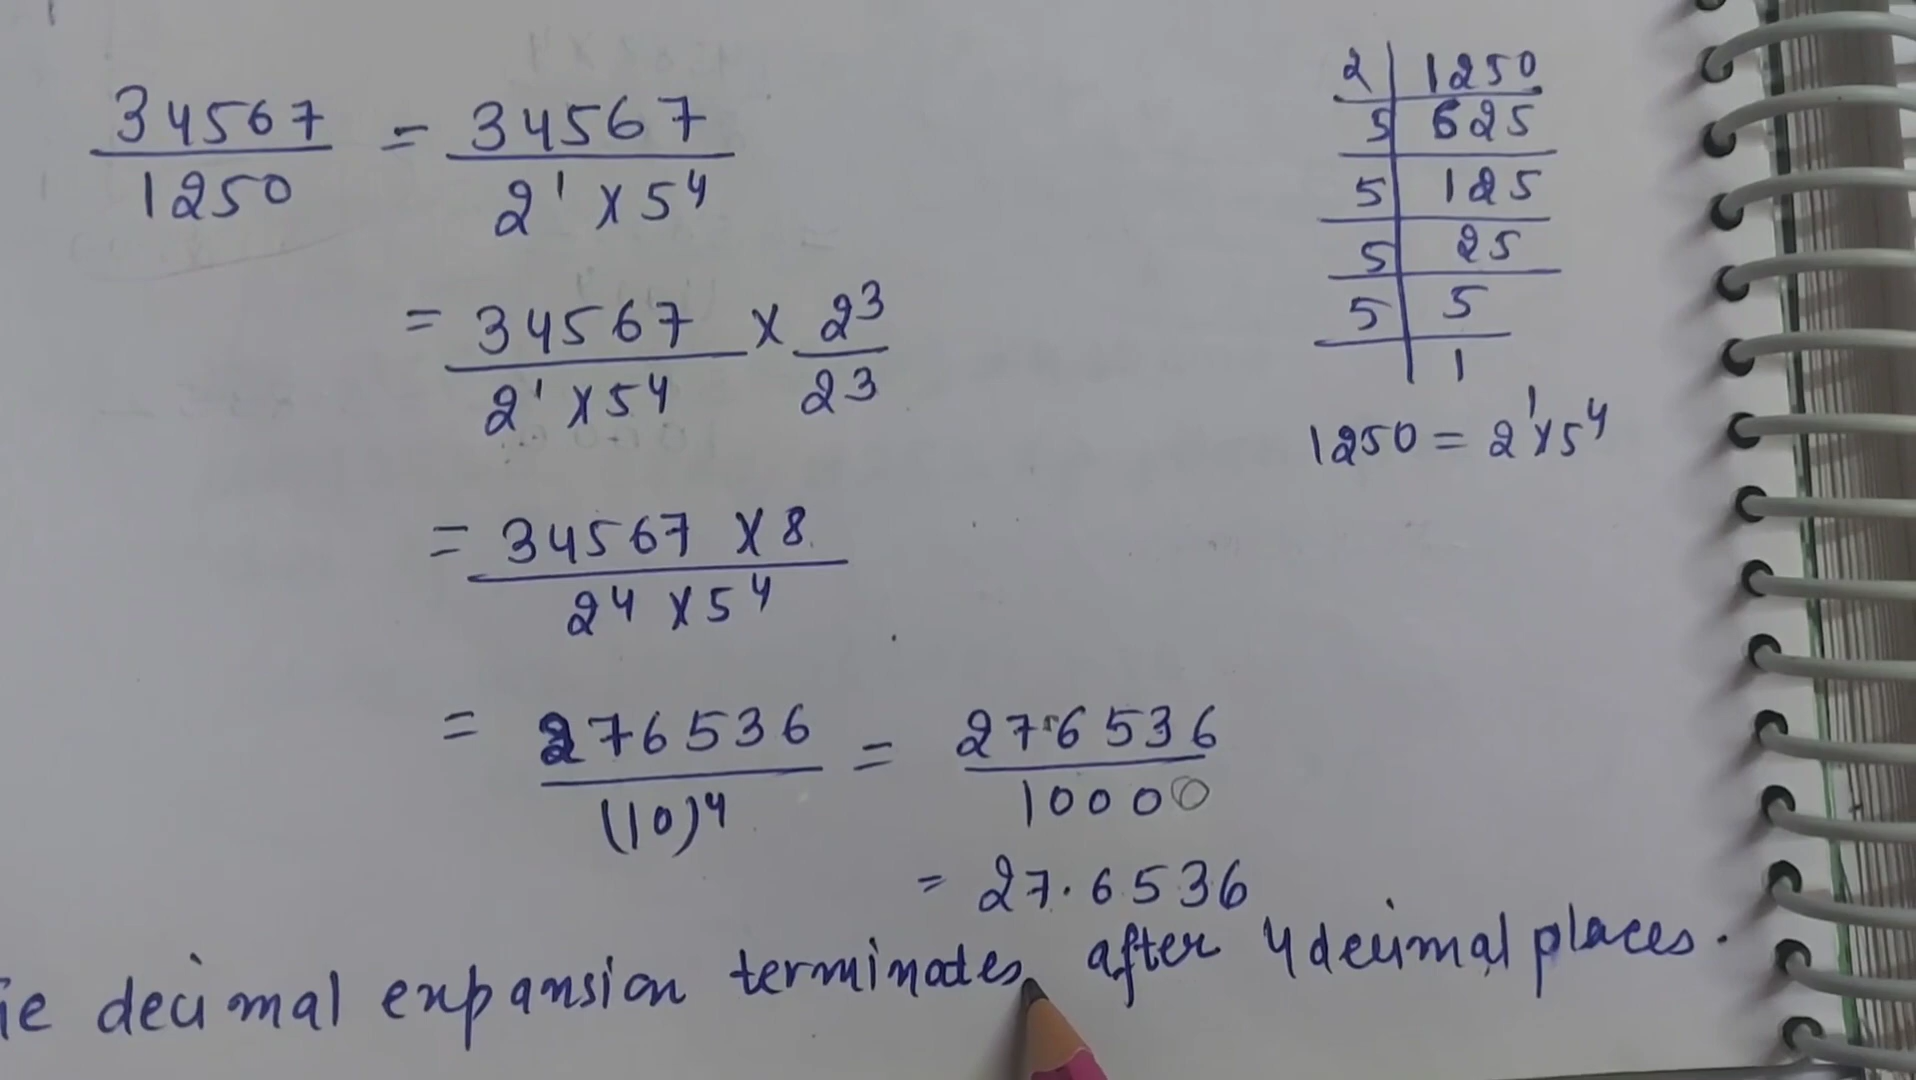 34567/1250 = 34567/2¹ × 5⁴
= 34567/2¹ × 5⁴ × 2³/2³
= 34567 × 8/2⁴ × 5⁴
= 276536/(10)⁴ = 276536/10000
= 27.6536
ie decimal expansion terminates after 4 decimal places.
2 | 1250
5 | 625
5 | 125
5 | 25
5 | 5
| 1
1250 = 2¹ × 5⁴